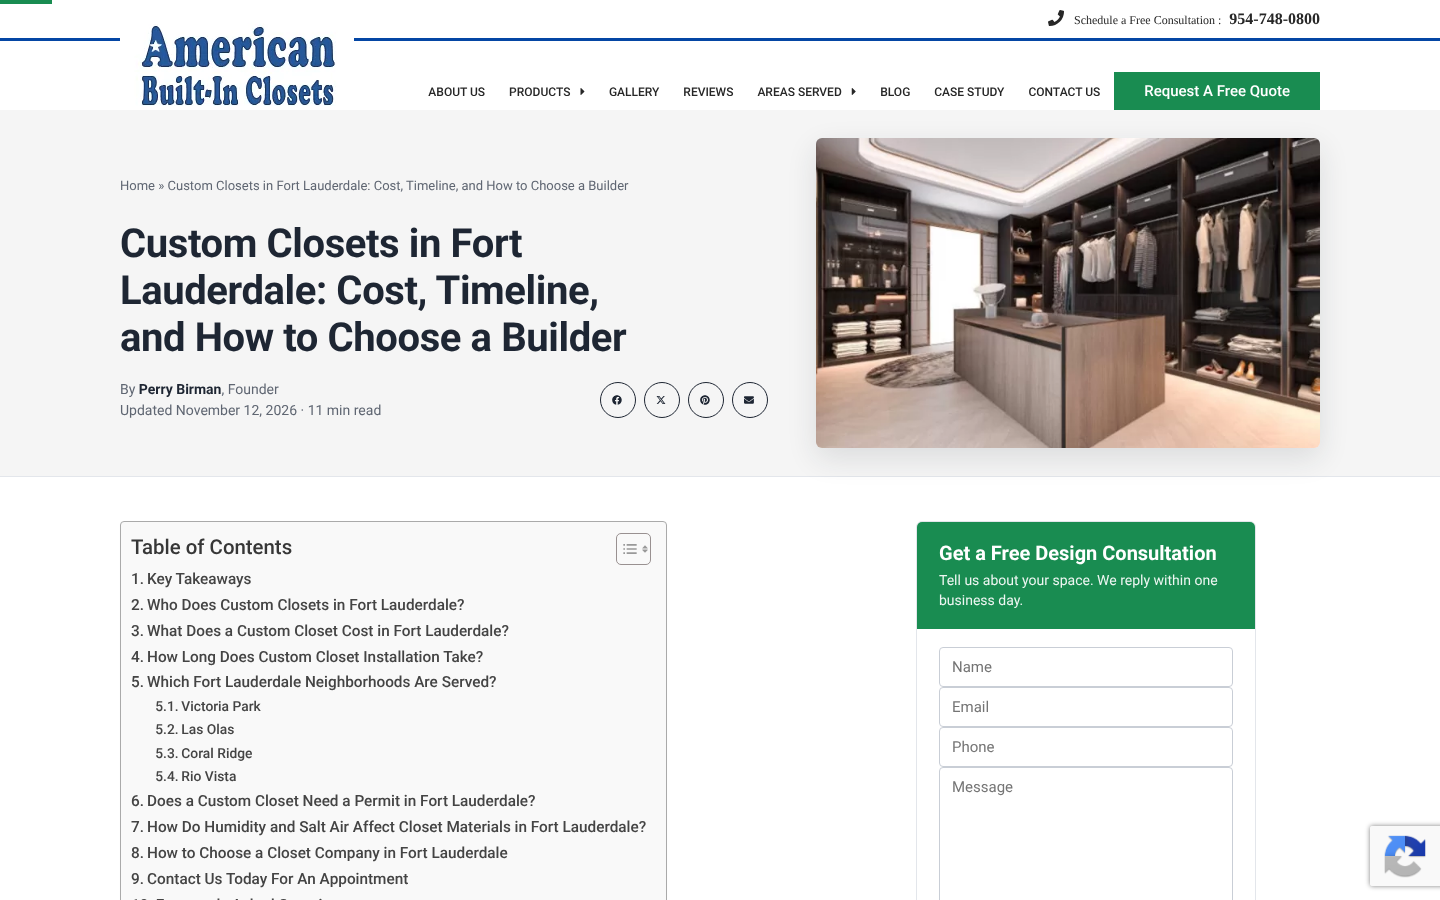 Schedule a Free Consultation : 954-748-0800
American
Built-In Closets
ABOUT US PRODUCTS GALLERY REVIEWS AREAS SERVED BLOG CASE STUDY CONTACT US Request A Free Quote
Home » Custom Closets in Fort Lauderdale: Cost, Timeline, and How to Choose a Builder
Custom Closets in Fort
Lauderdale: Cost, Timeline,
and How to Choose a Builder
By Perry Birman, Founder
Updated November 12, 2026 · 11 min read
Table of Contents
1. Key Takeaways
2. Who Does Custom Closets in Fort Lauderdale?
3. What Does a Custom Closet Cost in Fort Lauderdale?
4. How Long Does Custom Closet Installation Take?
5. Which Fort Lauderdale Neighborhoods Are Served?
5.1. Victoria Park
5.2. Las Olas
5.3. Coral Ridge
5.4. Rio Vista
6. Does a Custom Closet Need a Permit in Fort Lauderdale?
7. How Do Humidity and Salt Air Affect Closet Materials in Fort Lauderdale?
8. How to Choose a Closet Company in Fort Lauderdale
9. Contact Us Today For An Appointment
Get a Free Design Consultation
Tell us about your space. We reply within one
business day.
Name
Email
Phone
Message